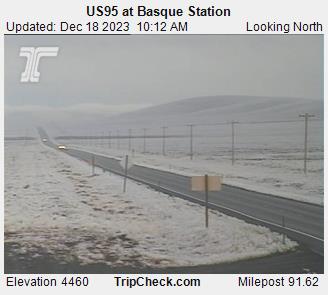 US95 at Basque Station
Updated: Dec 18 2023 10:12 AM Looking North
Elevation 4460 TripCheck.com Milepost 91.62